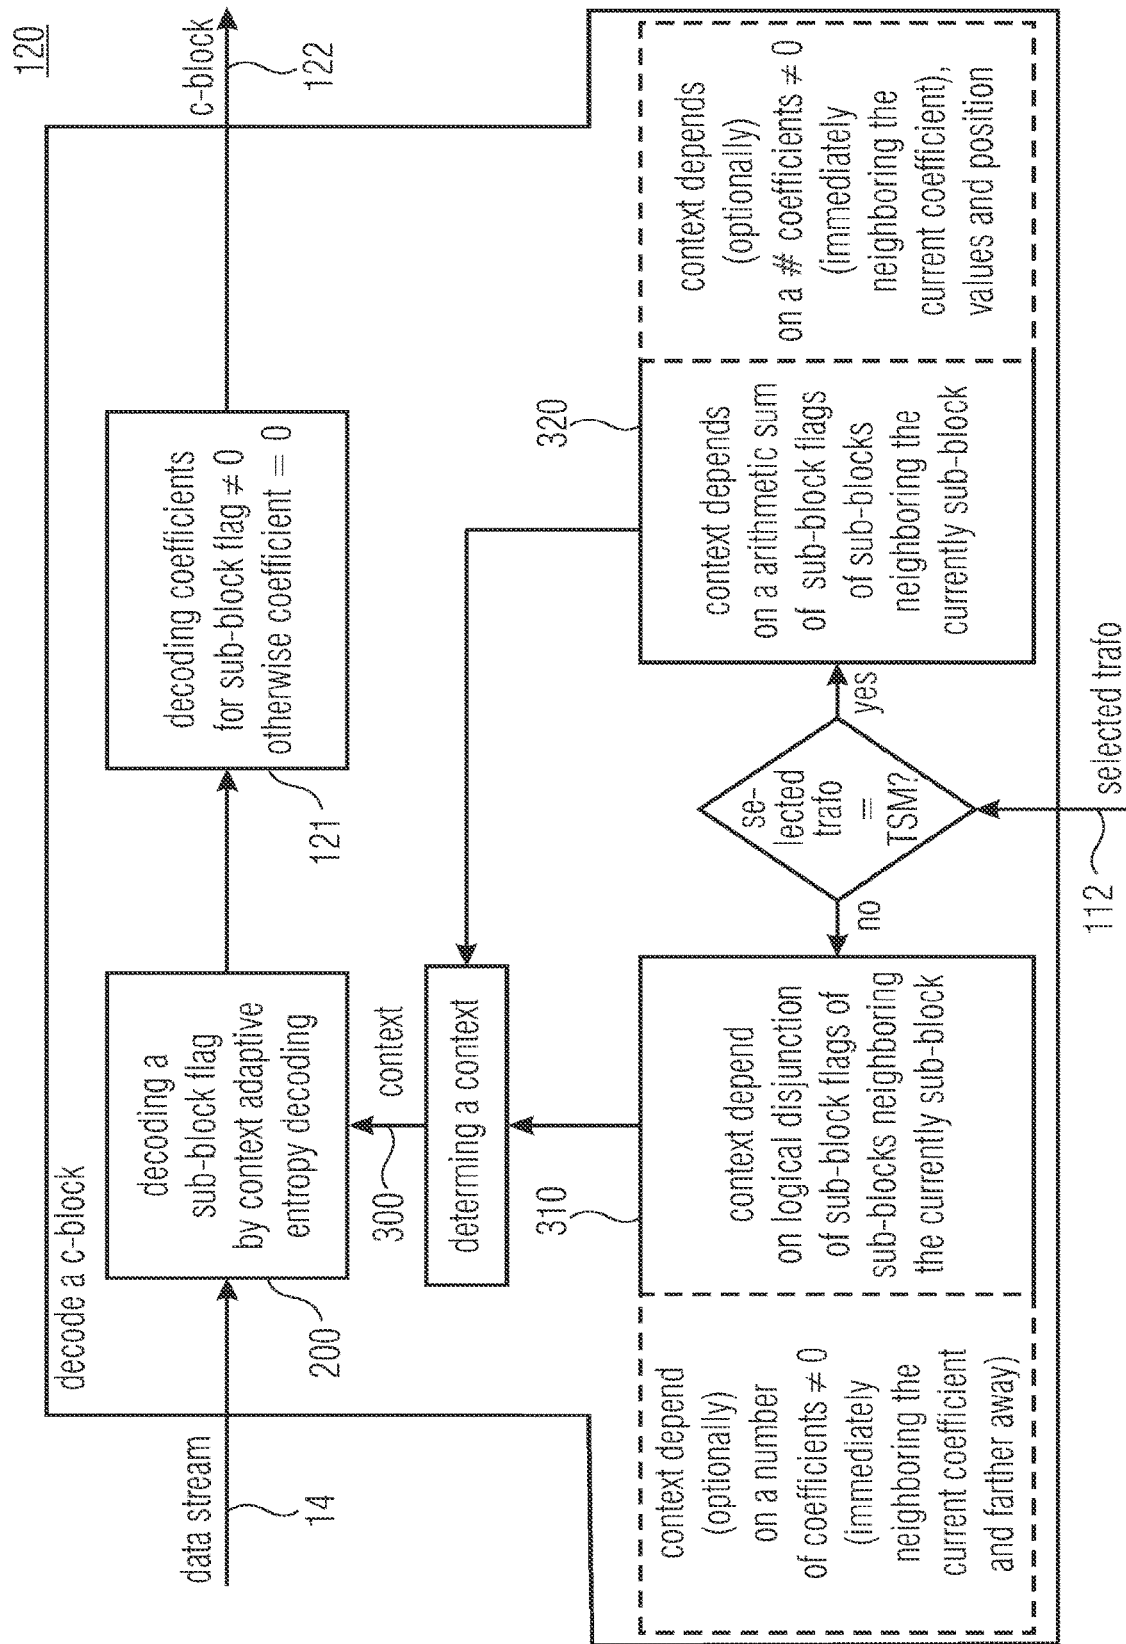 120
decode a c-block
data stream
14
decoding a
sub-block flag
by context adaptive
entropy decoding
200
decoding coefficients
for sub-block flag ≠ 0
otherwise coefficient = 0
121
c-block
122
300
context
determing a context
310
320
context depend
(optionally)
on a number
of coefficients ≠ 0
(immediately
neighboring the
current coefficient
and farther away)
context depend
on logical disjunction
of sub-block flags of
sub-blocks neighboring
the currently sub-block
no
se-
lected
trafo
=
TSM?
yes
context depends
on a arithmetic sum
of sub-block flags
of sub-blocks
neighboring the
currently sub-block
context depends
(optionally)
on a # coefficients ≠ 0
(immediately
neighboring the
current coefficient),
values and position
112
selected trafo